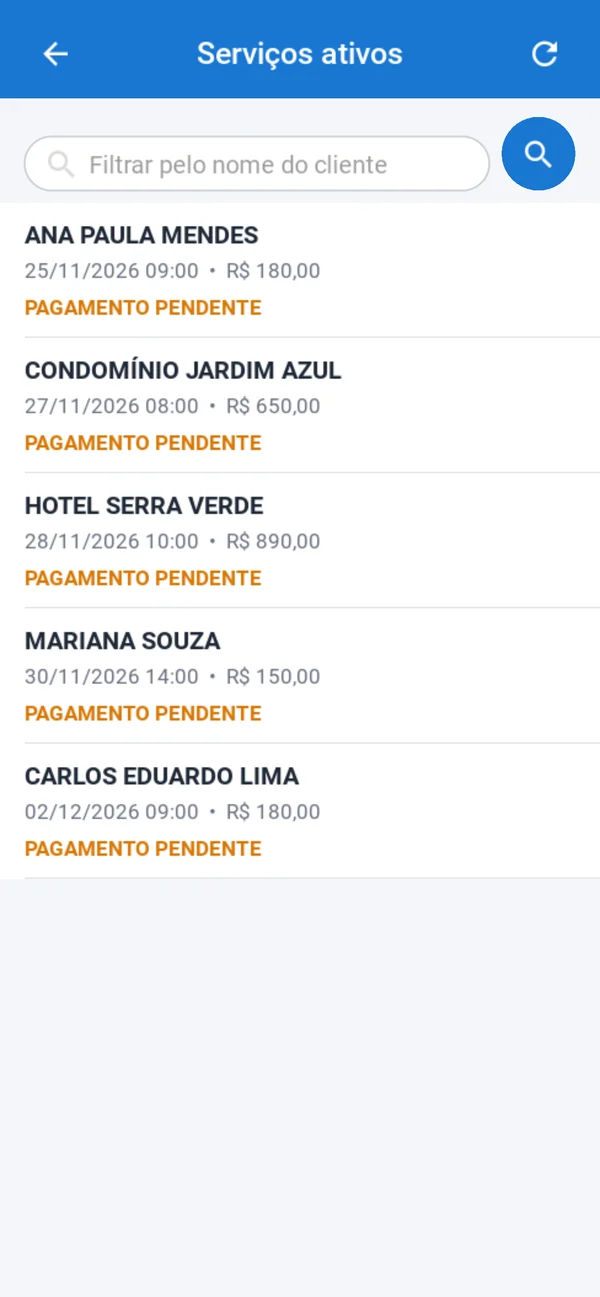 Serviços ativos
Filtrar pelo nome do cliente
ANA PAULA MENDES
25/11/2026 09:00 • R$ 180,00
PAGAMENTO PENDENTE
CONDOMÍNIO JARDIM AZUL
27/11/2026 08:00 • R$ 650,00
PAGAMENTO PENDENTE
HOTEL SERRA VERDE
28/11/2026 10:00 • R$ 890,00
PAGAMENTO PENDENTE
MARIANA SOUZA
30/11/2026 14:00 • R$ 150,00
PAGAMENTO PENDENTE
CARLOS EDUARDO LIMA
02/12/2026 09:00 • R$ 180,00
PAGAMENTO PENDENTE